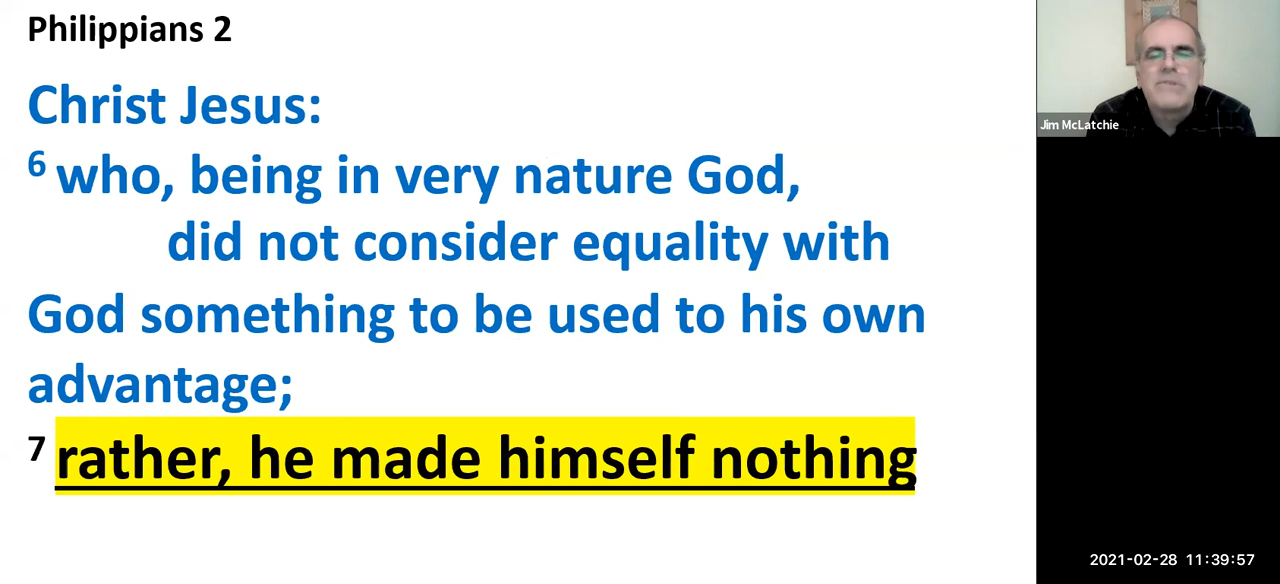 Philippians 2
Christ Jesus:
6 who, being in very nature God,
did not consider equality with
God something to be used to his own
advantage;
7 rather, he made himself nothing
Jim McLatchie
2021-02-28 11:39:57